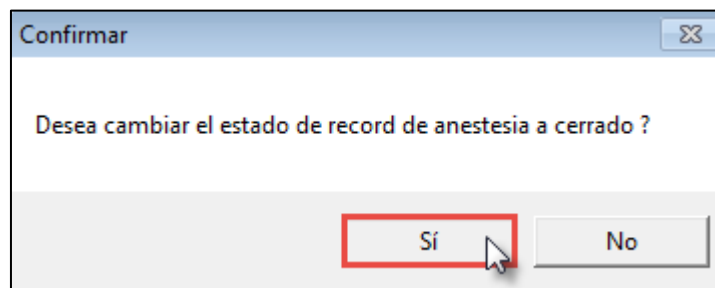 Confirmar
Desea cambiar el estado de record de anestesia a cerrado ?
Sí
No